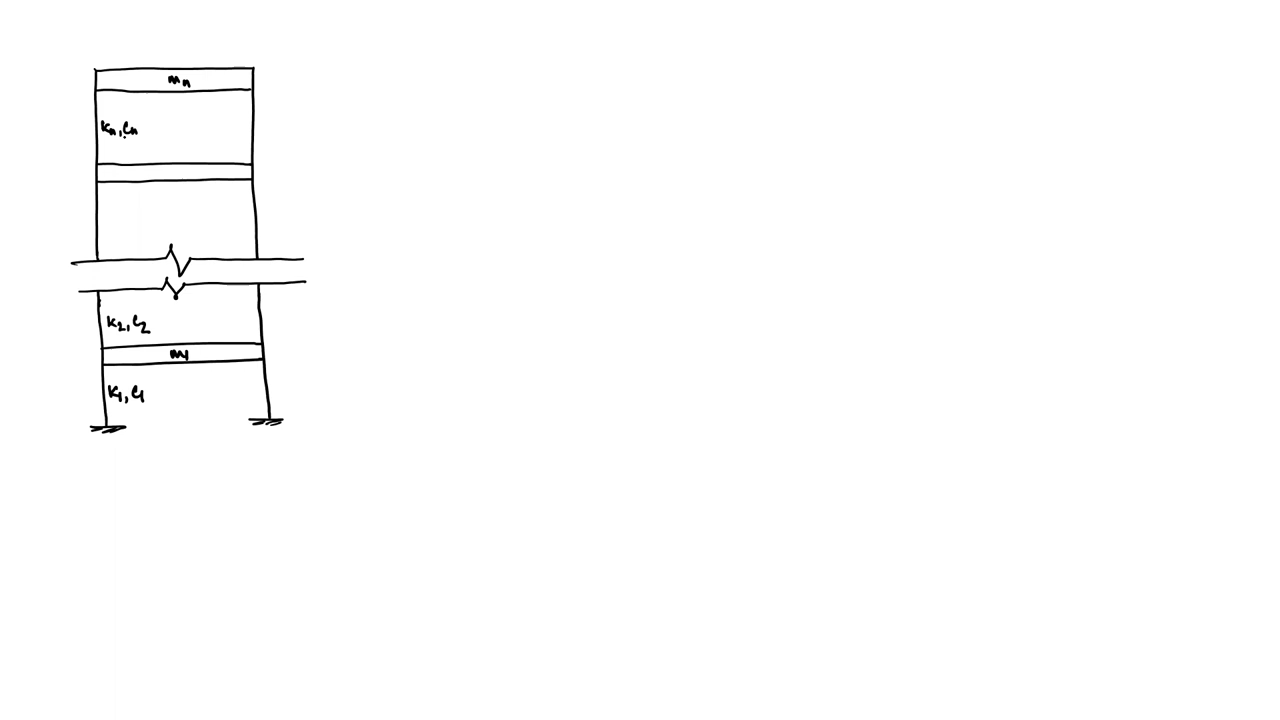 mn
kn, cn
k2, c2
m1
k1, c1